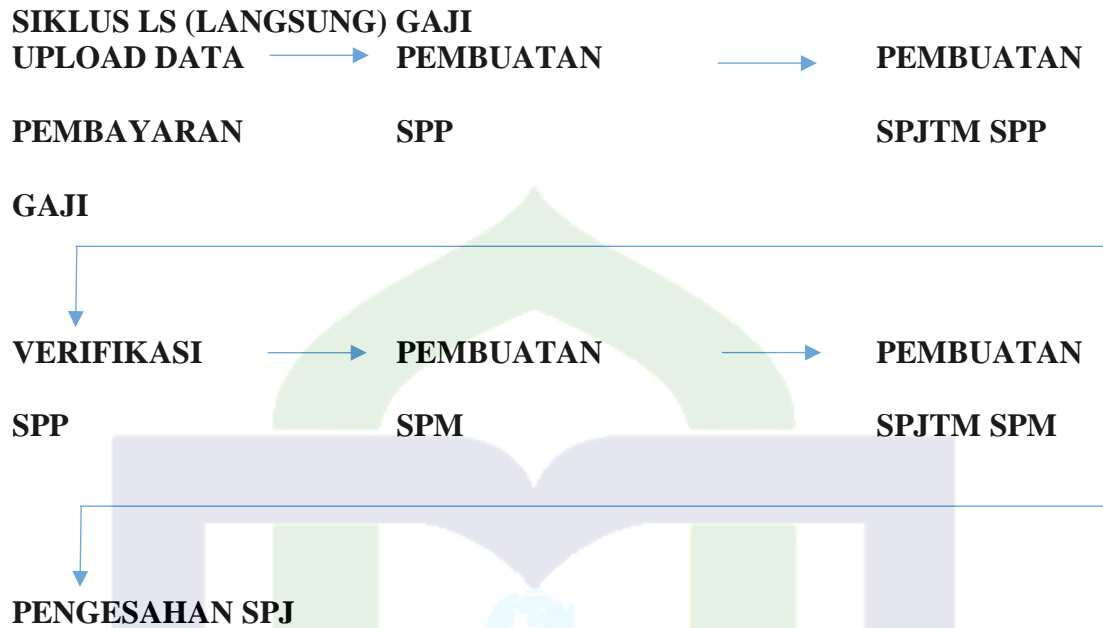 SIKLUS LS (LANGSUNG) GAJI
UPLOAD DATA PEMBUATAN PEMBUATAN
PEMBAYARAN SPP SPJTM SPP
GAJI
VERIFIKASI PEMBUATAN PEMBUATAN
SPP SPM SPJTM SPM
PENGESAHAN SPJ